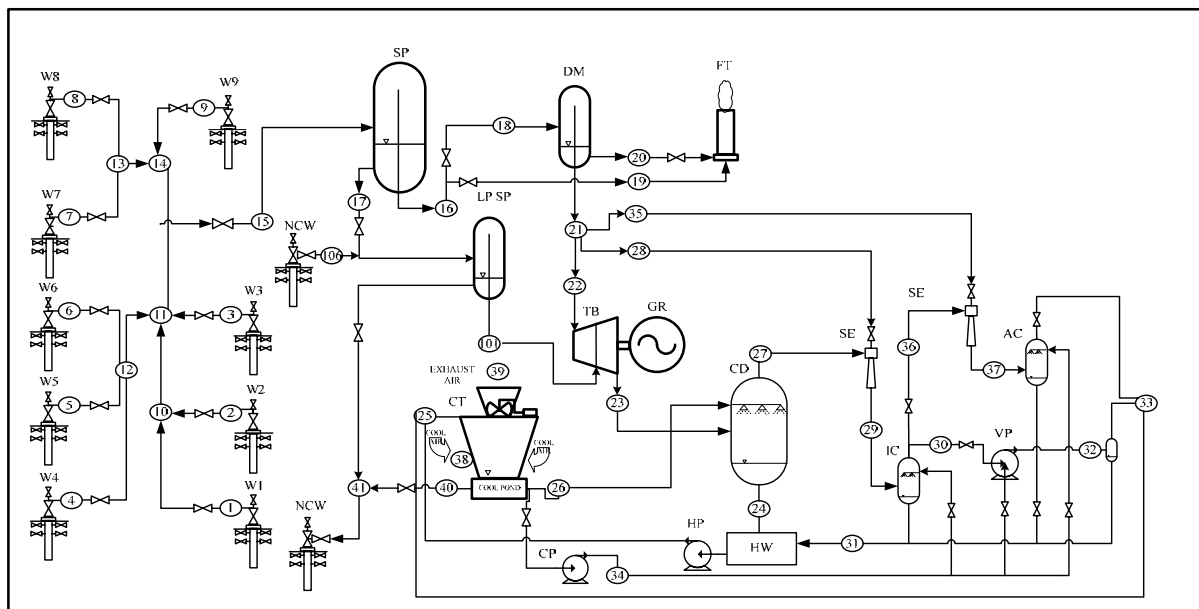 SP
DM
FT
W8
W9
8
9
18
13
14
20
19
W7
7
15
17
16
LP SP
NCW
106
21
35
28
22
W6
6
W3
11
3
SE
SE
TB
GR
36
AC
12
101
27
37
W5
5
W2
10
2
39
EXHAUST
AIR
CT
CD
23
33
25
COOL
AIR
COOL
AIR
38
29
30
VP
32
IC
W4
4
W1
1
41
40
COOL POND
26
24
NCW
HP
HW
31
CP
34